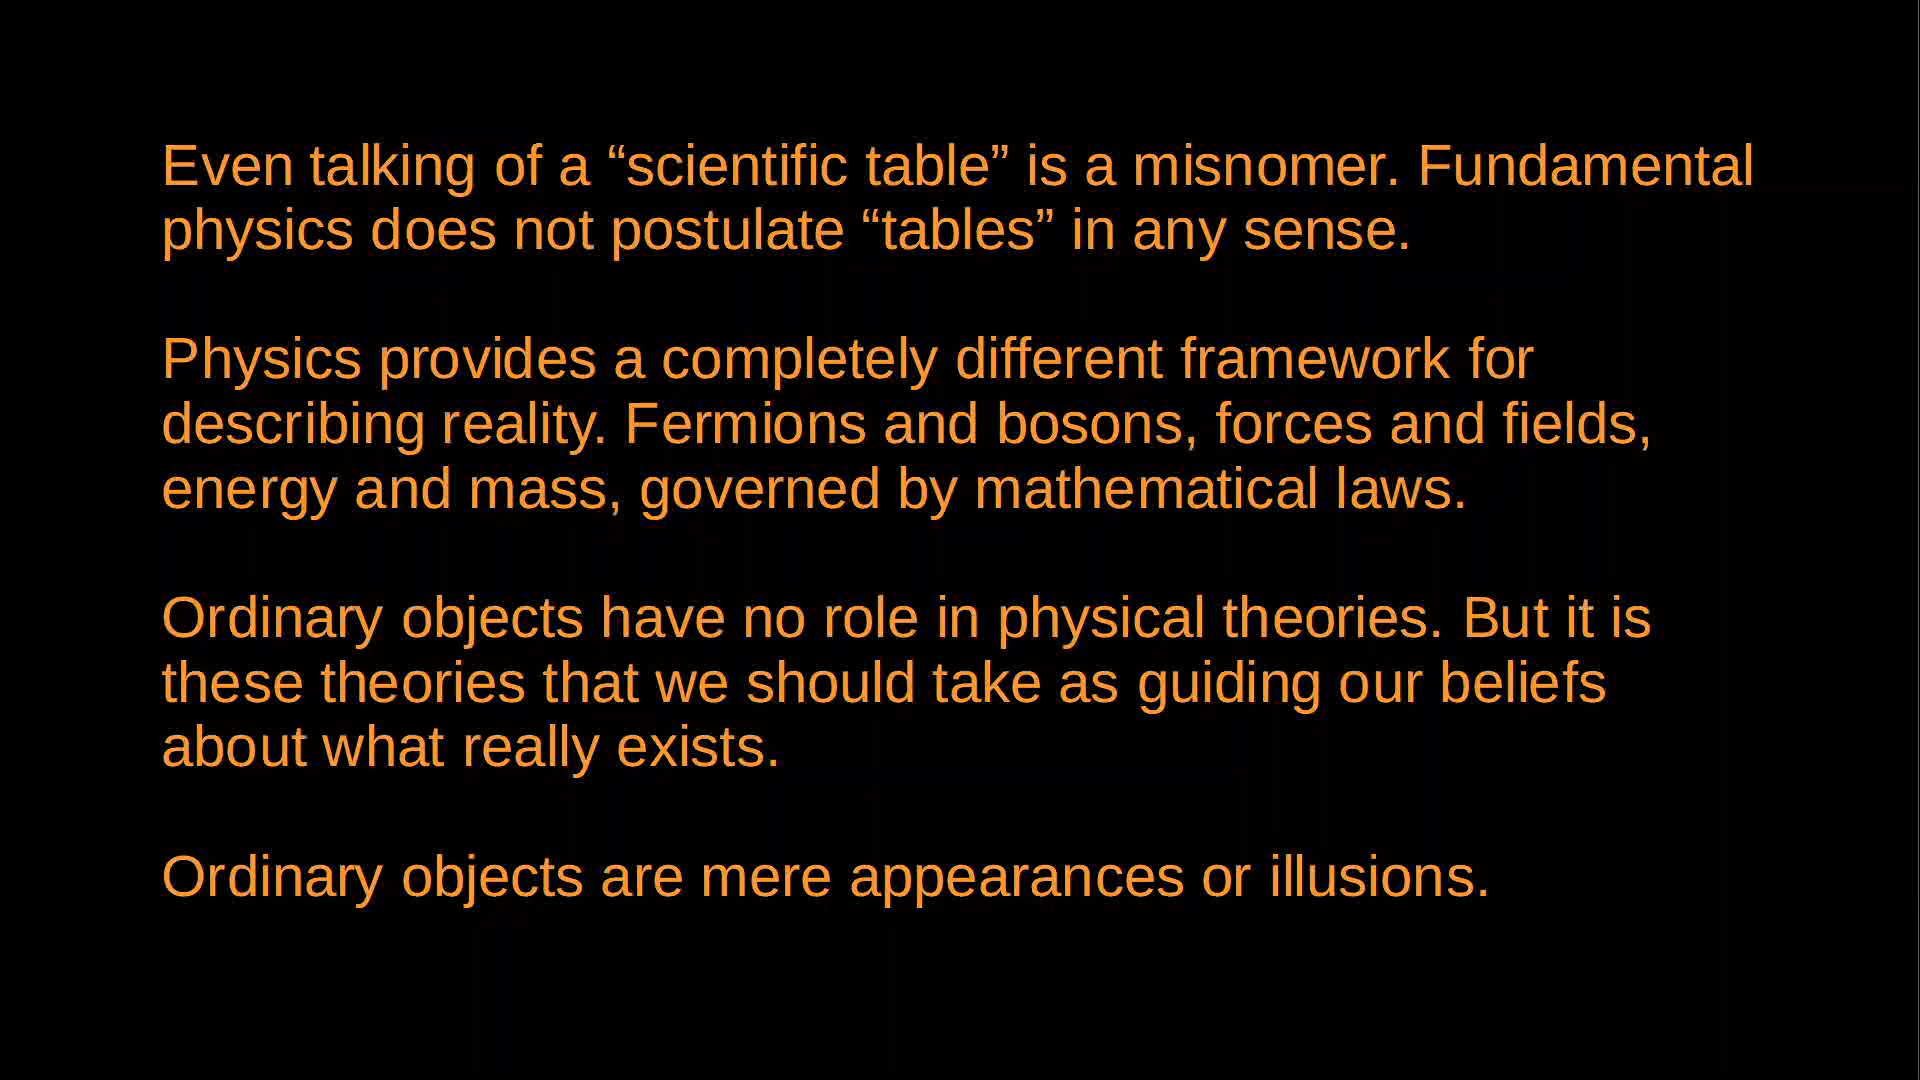 Even talking of a “scientific table” is a misnomer. Fundamental
physics does not postulate “tables” in any sense.
Physics provides a completely different framework for
describing reality. Fermions and bosons, forces and fields,
energy and mass, governed by mathematical laws.
Ordinary objects have no role in physical theories. But it is
these theories that we should take as guiding our beliefs
about what really exists.
Ordinary objects are mere appearances or illusions.